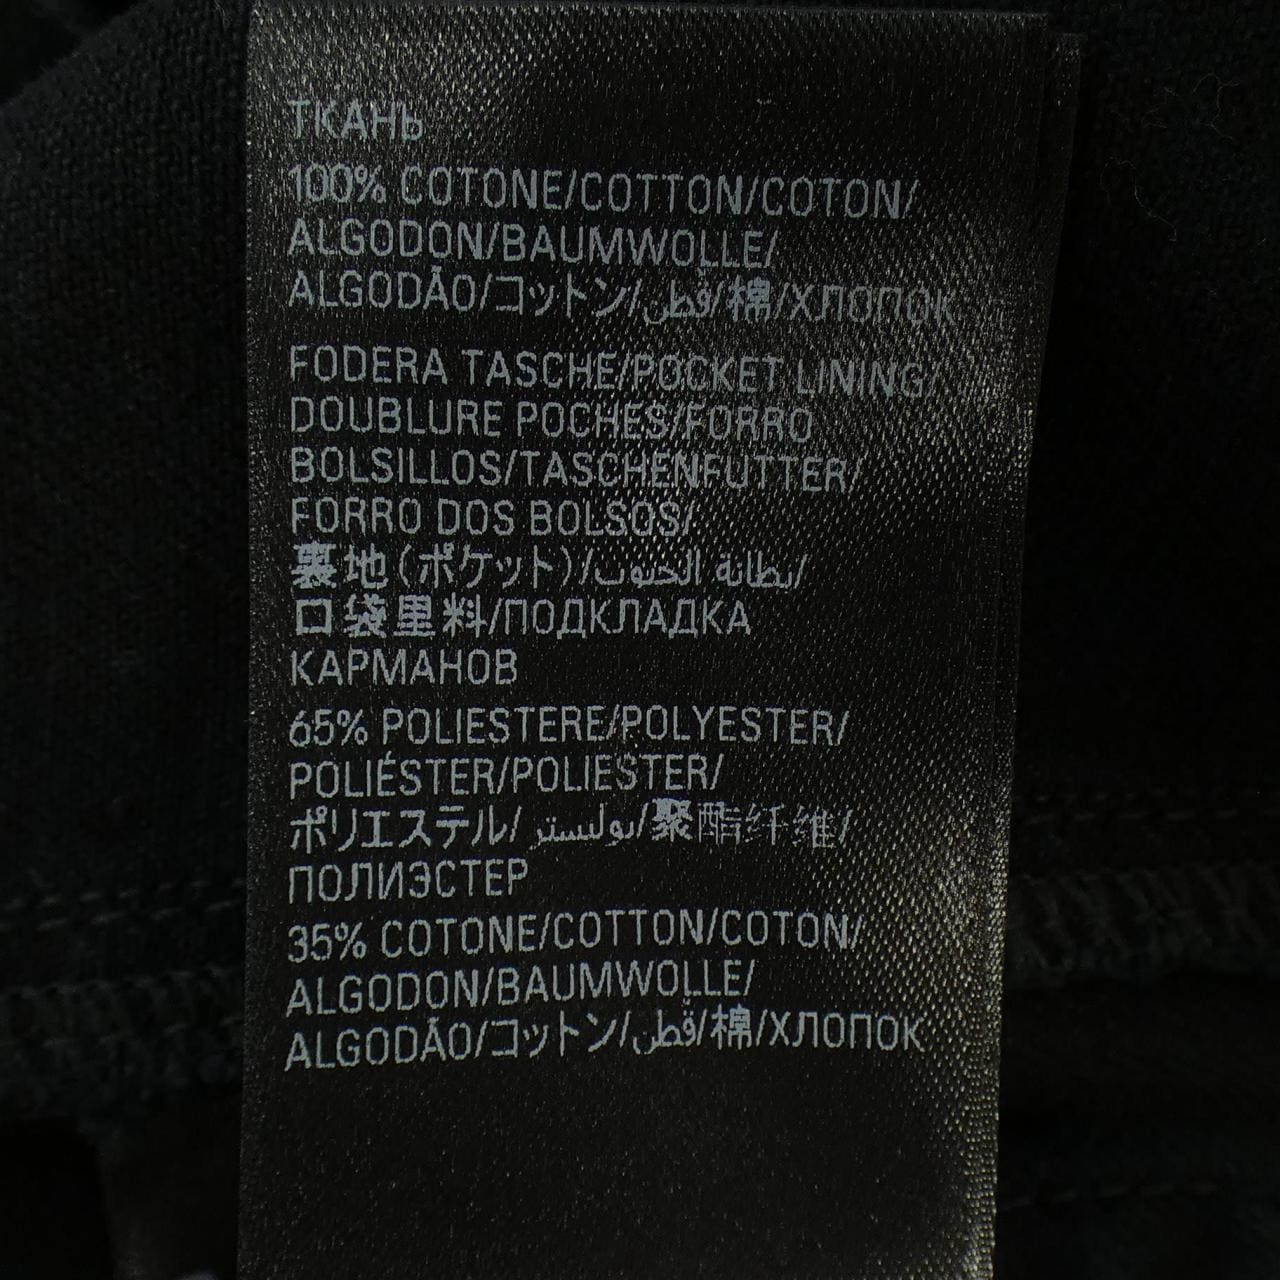 ТКАНЬ
100% COTONE/COTTON/COTON/
ALGODON/BAUMWOLLE/
ALGODÃO/コットン/قطن/棉/ХЛОПОК
FODERA TASCHE/POCKET LINING/
DOUBLURE POCHES/FORRO
BOLSILLOS/TASCHENFUTTER/
FORRO DOS BOLSOS/
裏地(ポケット)/بطانة الجيوب/
口袋里料/ПОДКЛАДКА
КАРМАНОВ
65% POLIESTERE/POLYESTER/
POLIÉSTER/POLIESTER/
ポリエステル/بوليستر/聚酯纤维/
ПОЛИЭСТЕР
35% COTONE/COTTON/COTON/
ALGODON/BAUMWOLLE/
ALGODÃO/コットン/قطن/棉/ХЛОПОК